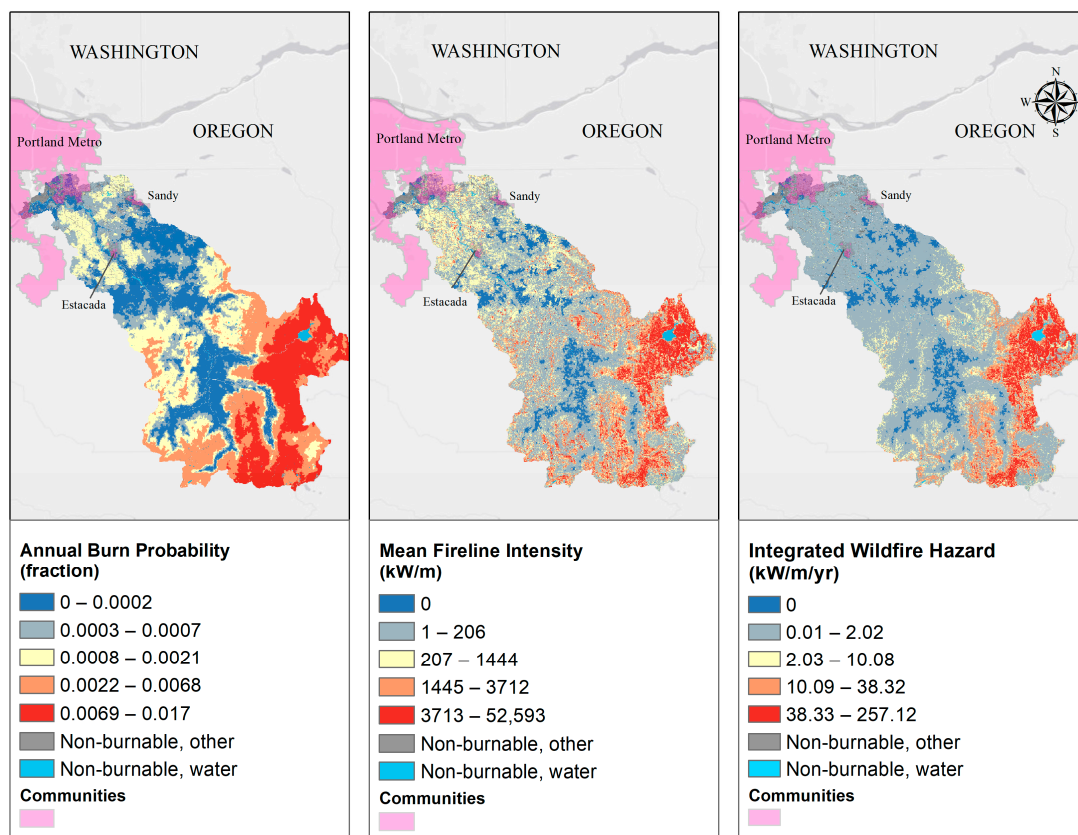 WASHINGTON
OREGON
Portland Metro
Sandy
Estacada
Annual Burn Probability
(fraction)
0 – 0.0002
0.0003 – 0.0007
0.0008 – 0.0021
0.0022 – 0.0068
0.0069 – 0.017
Non-burnable, other
Non-burnable, water
Communities
WASHINGTON
OREGON
Portland Metro
Sandy
Estacada
Mean Fireline Intensity
(kW/m)
0
1 – 206
207 – 1444
1445 – 3712
3713 – 52,593
Non-burnable, other
Non-burnable, water
Communities
WASHINGTON
N
W
E
S
OREGON
Portland Metro
Sandy
Estacada
Integrated Wildfire Hazard
(kW/m/yr)
0
0.01 – 2.02
2.03 – 10.08
10.09 – 38.32
38.33 – 257.12
Non-burnable, other
Non-burnable, water
Communities